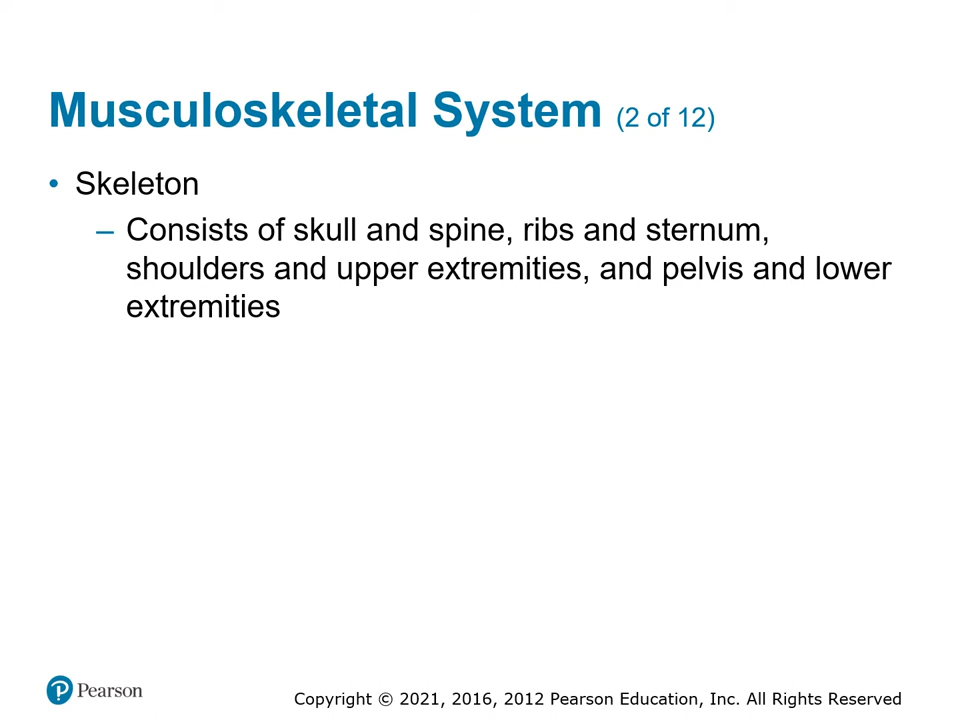 Musculoskeletal System (2 of 12)
• Skeleton
– Consists of skull and spine, ribs and sternum,
shoulders and upper extremities, and pelvis and lower
extremities
Pearson
Copyright © 2021, 2016, 2012 Pearson Education, Inc. All Rights Reserved